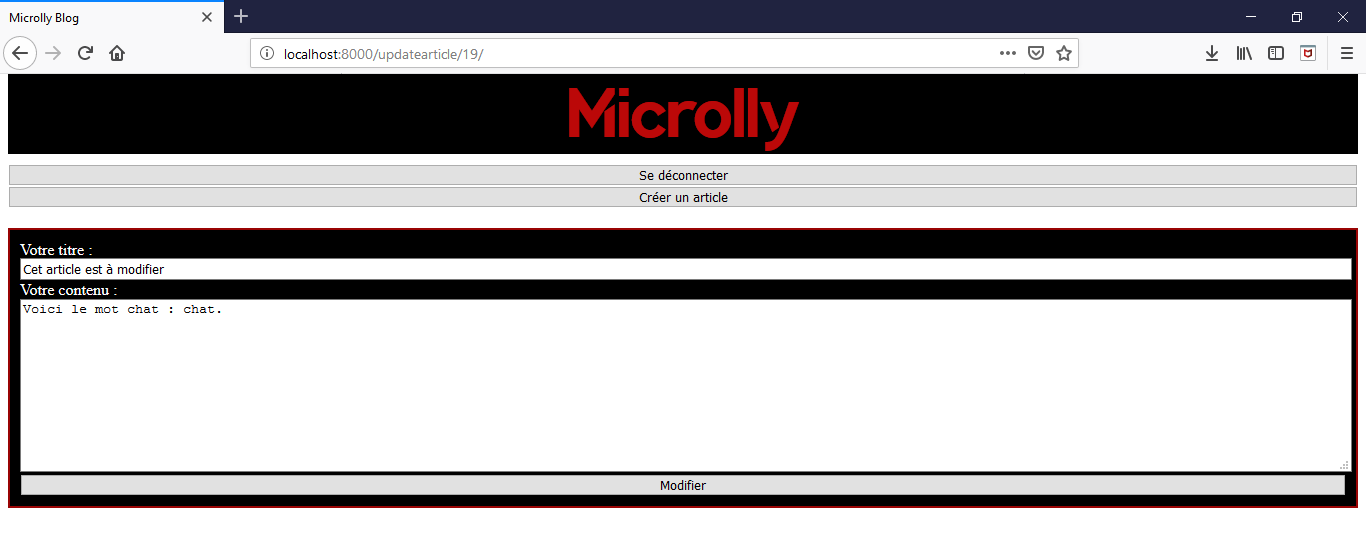 Microlly Blog
localhost:8000/updatearticle/19/
Microlly
Se déconnecter
Créer un article
Votre titre :
Cet article est à modifier
Votre contenu :
Voici le mot chat : chat.
Modifier